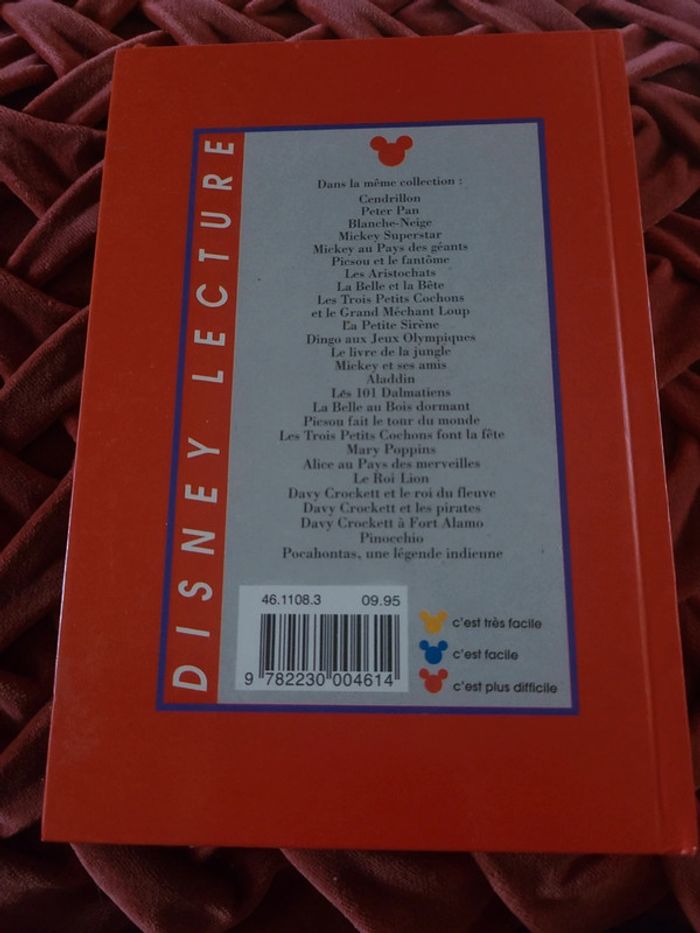 DISNEY LECTURE
Dans la même collection :
Cendrillon
Peter Pan
Blanche-Neige
Mickey Superstar
Mickey au Pays des géants
Picsou et le fantôme
Les Aristochats
La Belle et la Bête
Les Trois Petits Cochons
et le Grand Méchant Loup
La Petite Sirène
Dingo aux Jeux Olympiques
Le livre de la jungle
Mickey et ses amis
Aladdin
Les 101 Dalmatiens
La Belle au Bois dormant
Picsou fait le tour du monde
Les Trois Petits Cochons font la fête
Mary Poppins
Alice au Pays des merveilles
Le Roi Lion
Davy Crockett et le roi du fleuve
Davy Crockett et les pirates
Davy Crockett à Fort Alamo
Pinocchio
Pocahontas, une légende indienne
46.1108.3 09.95
9 782230 004614
c'est très facile
c'est facile
c'est plus difficile